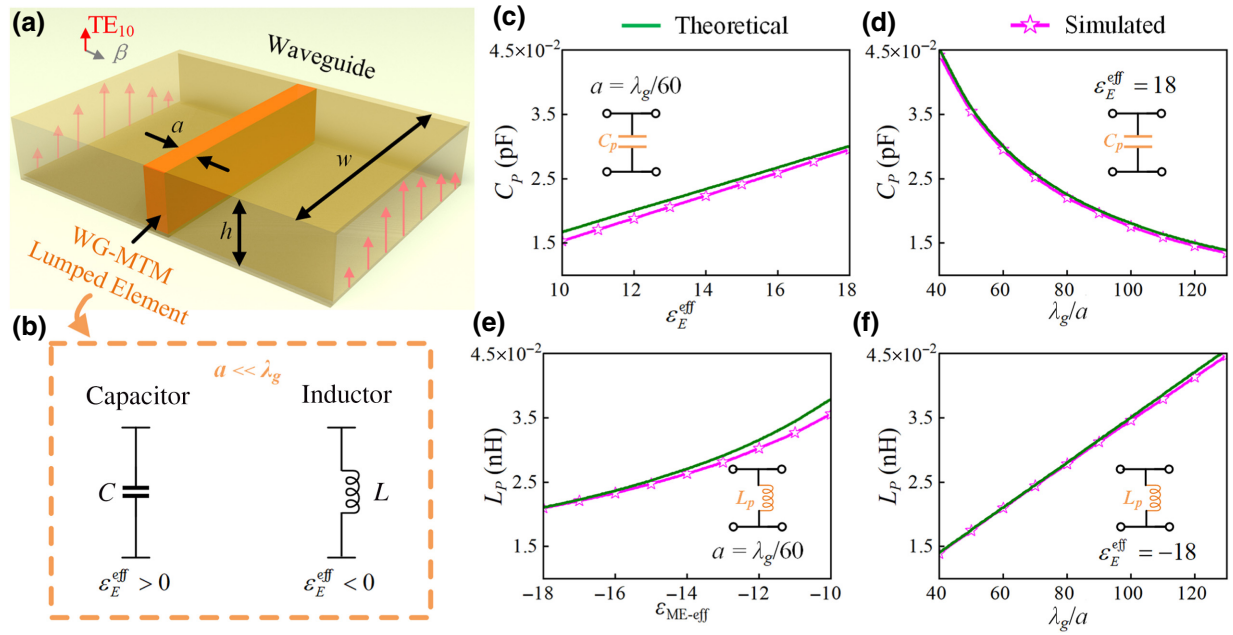 (a)
TE₁₀
β
Waveguide
a
w
h
WG-MTM
Lumped Element
(b)
a << λg
Capacitor
Inductor
C
L
ε_E^eff > 0
ε_E^eff < 0
Theoretical
Simulated
(c)
4.5×10⁻²
3.5
2.5
1.5
C_P (pF)
a = λg/60
C_p
10
12
14
16
18
ε_E^eff
(d)
4.5×10⁻²
3.5
2.5
1.5
C_P (pF)
ε_E^eff = 18
C_p
40
60
80
100
120
λg/a
(e)
4.5×10⁻²
3.5
2.5
1.5
L_P (nH)
L_p
a = λg/60
−18
−16
−14
−12
−10
ε_ME-eff
(f)
4.5×10⁻²
3.5
2.5
1.5
L_P (nH)
L_p
ε_E^eff = −18
40
60
80
100
120
λg/a